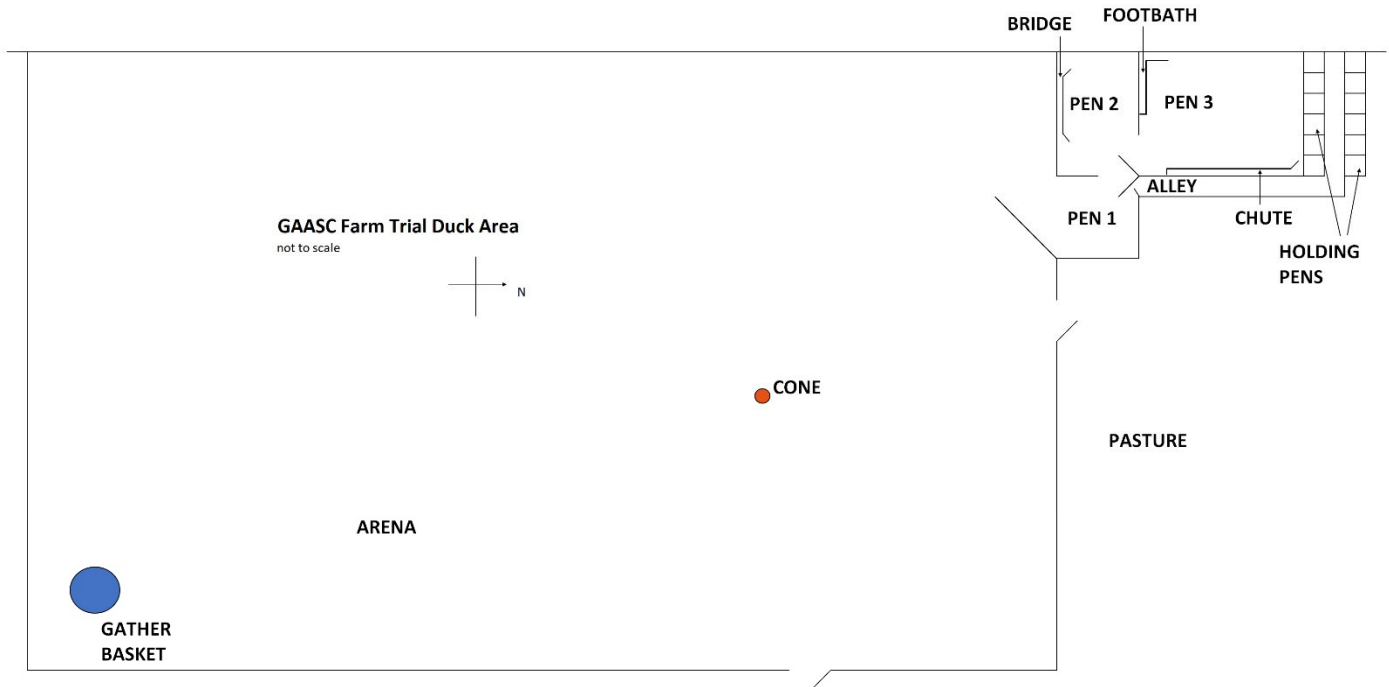 BRIDGE
FOOTBATH
PEN 2
PEN 3
ALLEY
PEN 1
CHUTE
HOLDING
PENS
GAASC Farm Trial Duck Area
not to scale
N
CONE
PASTURE
ARENA
GATHER
BASKET